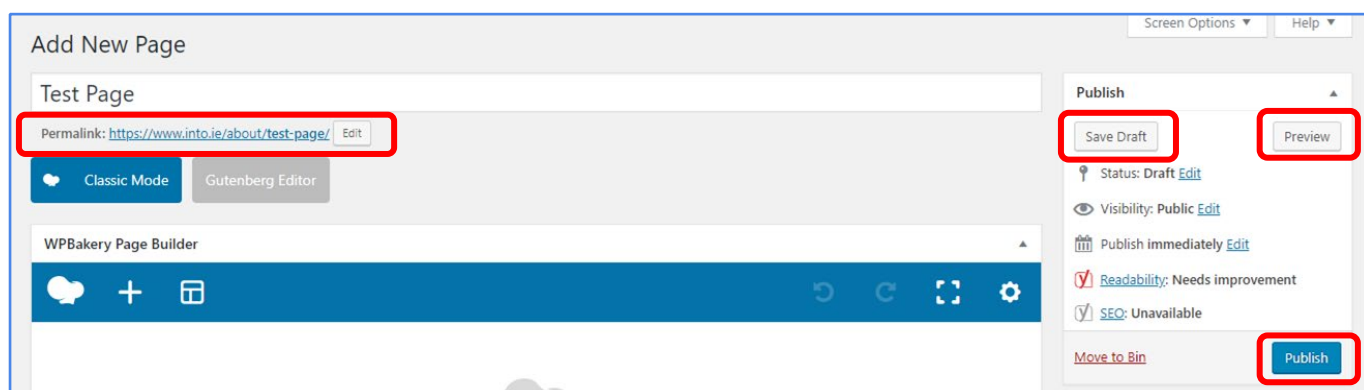 Screen Options ▼ Help ▼
Add New Page
Test Page
Permalink: https://www.into.ie/about/test-page/ Edit
Classic Mode Gutenberg Editor
WPBakery Page Builder
Publish
Save Draft Preview
Status: Draft Edit
Visibility: Public Edit
Publish immediately Edit
Readability: Needs improvement
SEO: Unavailable
Move to Bin Publish